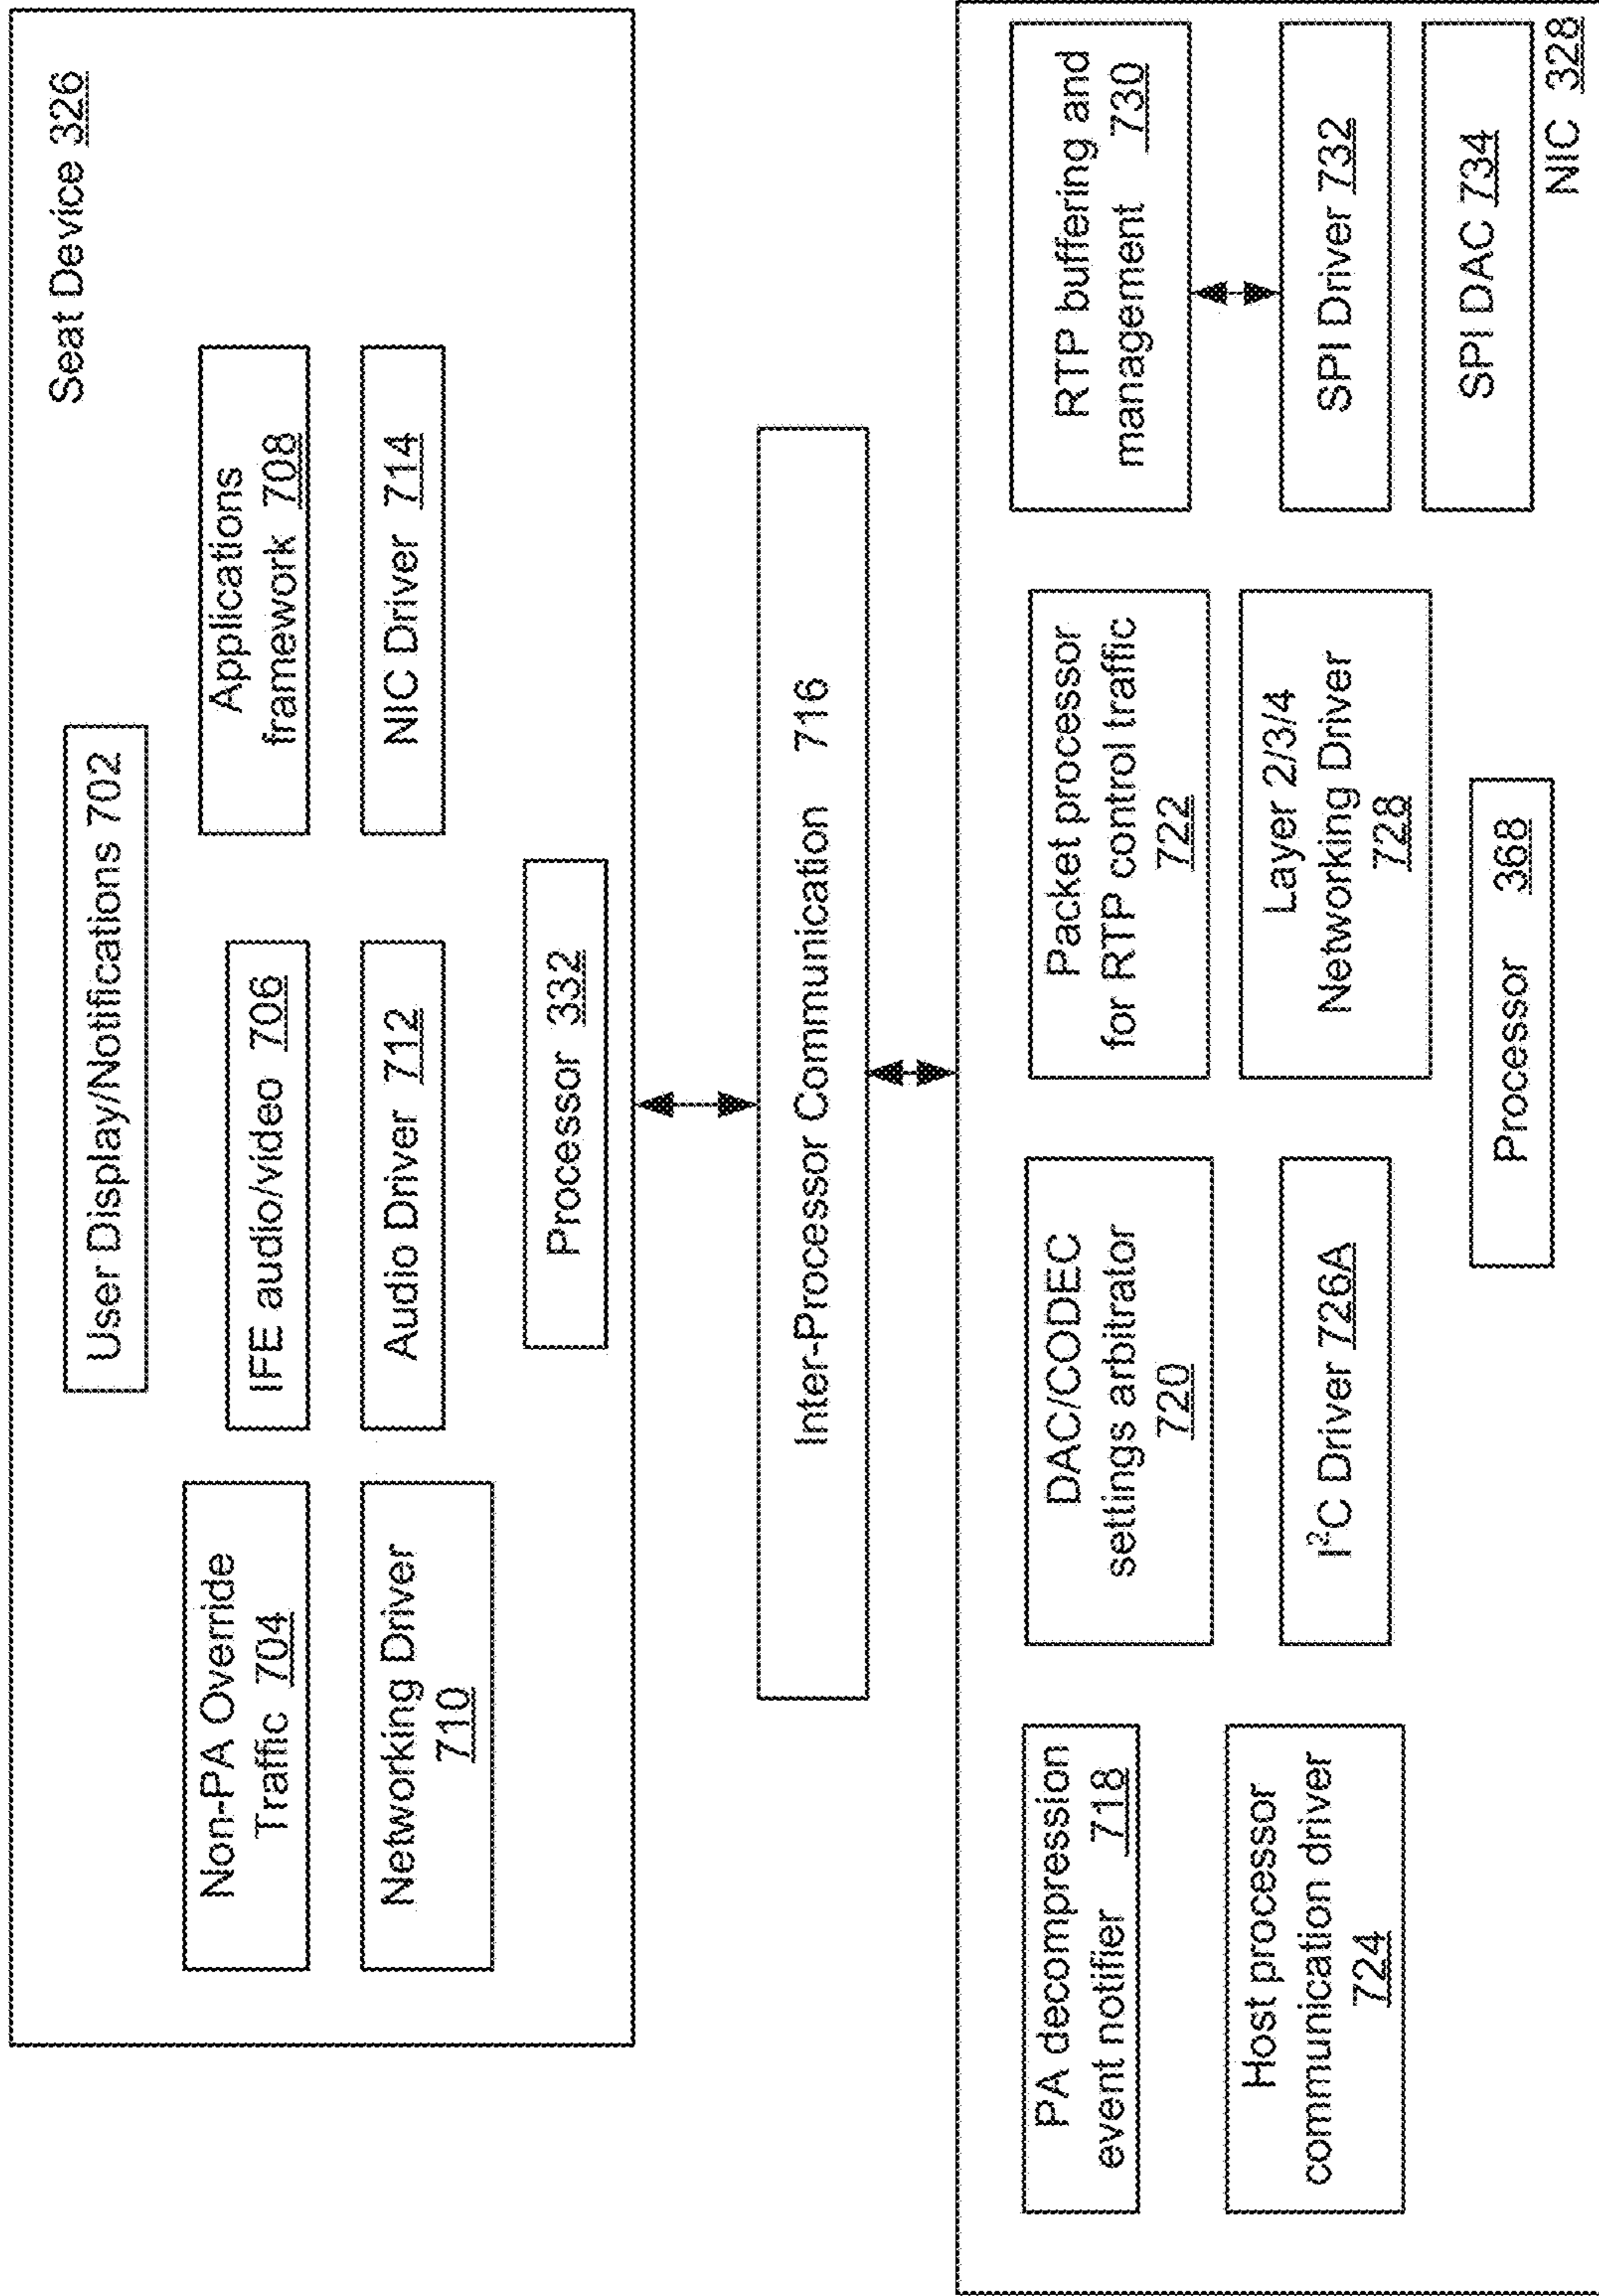 Seat Device 326
User Display/Notifications 702
Non-PA Override
Traffic 704
IFE audio/video 706
Applications
framework 708
Networking Driver
710
Audio Driver 712
NIC Driver 714
Processor 332
Inter-Processor Communication 716
PA decompression
event notifier 718
DAC/CODEC
settings arbitrator
720
Packet processor
for RTP control traffic
722
RTP buffering and
management 730
Host processor
communication driver
724
I²C Driver 726A
Layer 2/3/4
Networking Driver
728
SPI Driver 732
SPI DAC 734
Processor 368
NIC 328